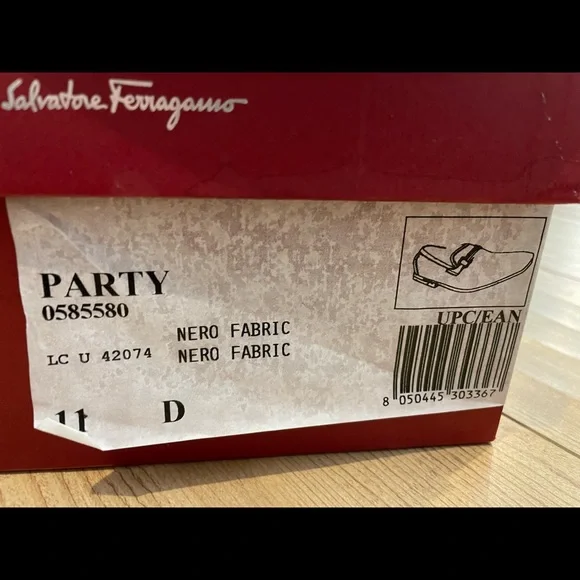 Salvatore Ferragamo
PARTY
0585580
NERO FABRIC
LC U 42074 NERO FABRIC
11 D
UPC/EAN
8 050445 303367